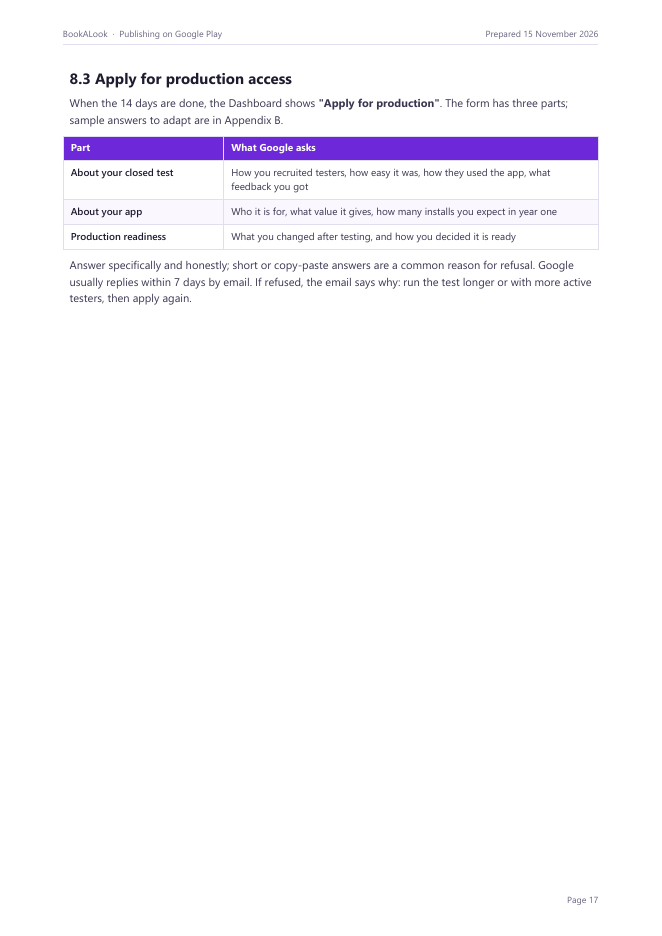 BookALook · Publishing on Google Play
Prepared 15 November 2026
8.3 Apply for production access
When the 14 days are done, the Dashboard shows "Apply for production". The form has three parts;
sample answers to adapt are in Appendix B.
Part
What Google asks
About your closed test
How you recruited testers, how easy it was, how they used the app, what
feedback you got
About your app
Who it is for, what value it gives, how many installs you expect in year one
Production readiness
What you changed after testing, and how you decided it is ready
Answer specifically and honestly; short or copy-paste answers are a common reason for refusal. Google
usually replies within 7 days by email. If refused, the email says why: run the test longer or with more active
testers, then apply again.
Page 17